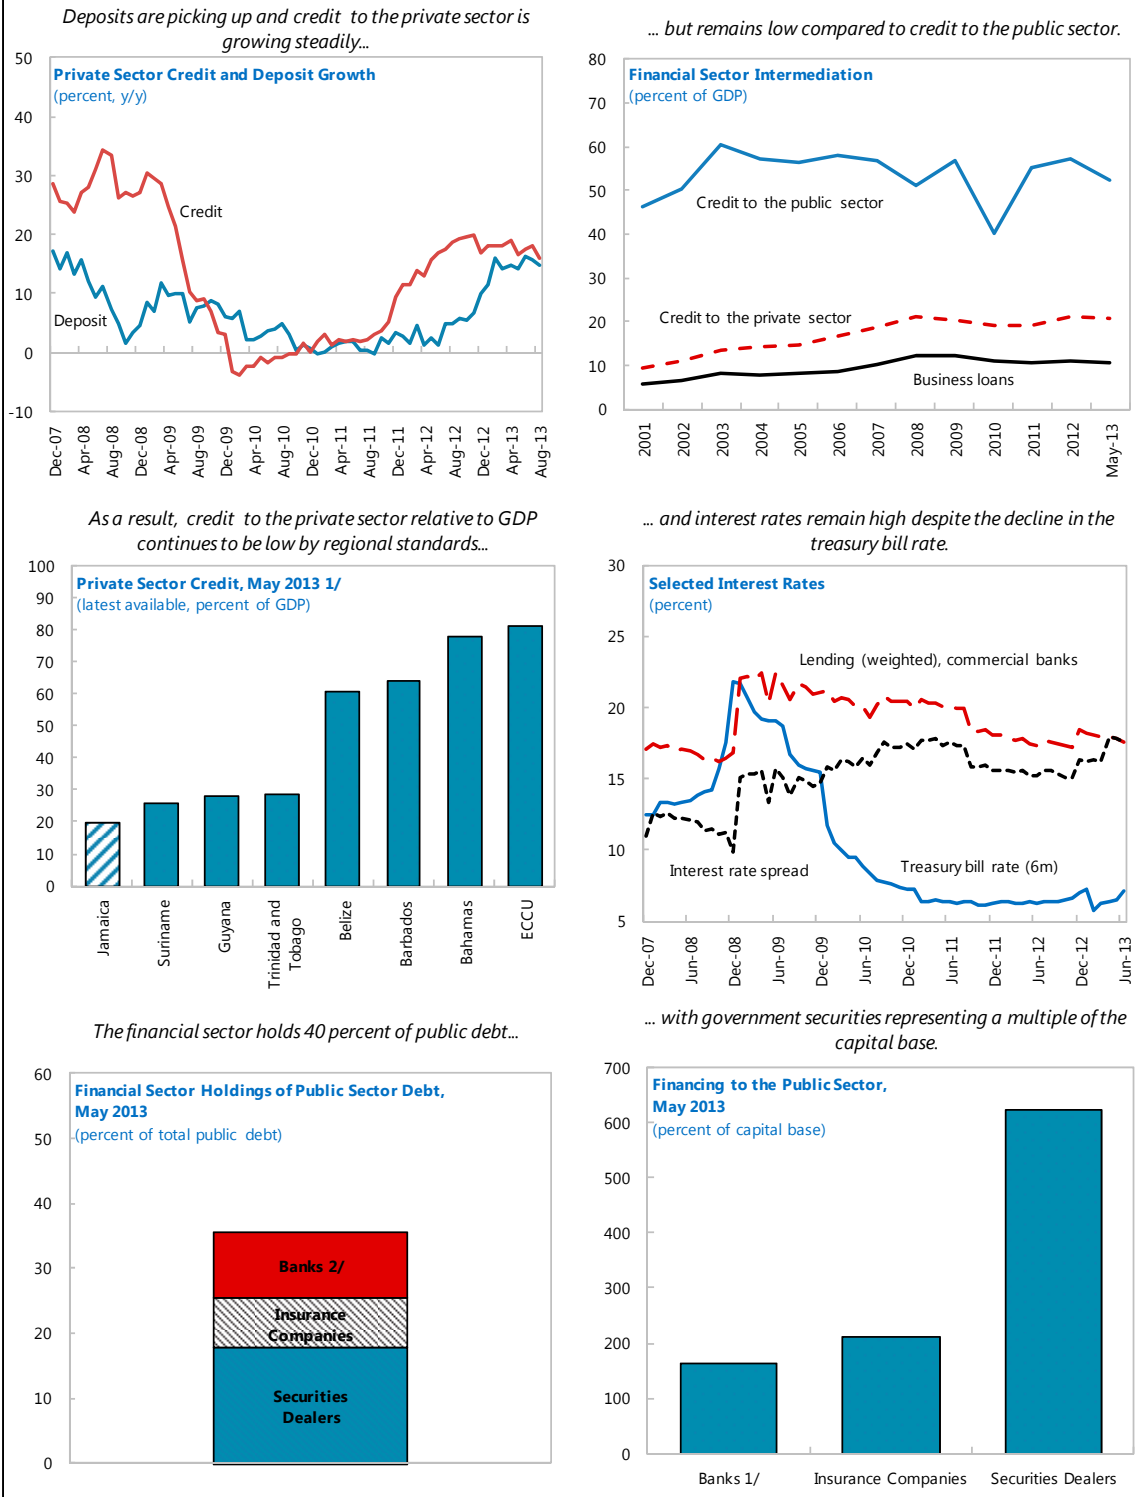 Deposits are picking up and credit to the private sector is
growing steadily...
Private Sector Credit and Deposit Growth
(percent, y/y)
50
40
30
20
10
0
-10
Credit
Deposit
Dec-07
Apr-08
Aug-08
Dec-08
Apr-09
Aug-09
Dec-09
Apr-10
Aug-10
Dec-10
Apr-11
Aug-11
Dec-11
Apr-12
Aug-12
Dec-12
Apr-13
Aug-13
... but remains low compared to credit to the public sector.
Financial Sector Intermediation
(percent of GDP)
80
70
60
50
40
30
20
10
0
Credit to the public sector
Credit to the private sector
Business loans
2001
2002
2003
2004
2005
2006
2007
2008
2009
2010
2011
2012
May-13
As a result, credit to the private sector relative to GDP
continues to be low by regional standards...
Private Sector Credit, May 2013 1/
(latest available, percent of GDP)
100
90
80
70
60
50
40
30
20
10
0
Jamaica
Suriname
Guyana
Trinidad and
Tobago
Belize
Barbados
Bahamas
ECCU
... and interest rates remain high despite the decline in the
treasury bill rate.
Selected Interest Rates
(percent)
30
25
20
15
10
5
Lending (weighted), commercial banks
Interest rate spread
Treasury bill rate (6m)
Dec-07
Jun-08
Dec-08
Jun-09
Dec-09
Jun-10
Dec-10
Jun-11
Dec-11
Jun-12
Dec-12
Jun-13
The financial sector holds 40 percent of public debt...
Financial Sector Holdings of Public Sector Debt,
May 2013
(percent of total public debt)
60
50
40
30
20
10
0
Banks 2/
Insurance
Companies
Securities
Dealers
... with government securities representing a multiple of the
capital base.
Financing to the Public Sector,
May 2013
(percent of capital base)
700
600
500
400
300
200
100
0
Banks 1/
Insurance Companies
Securities Dealers